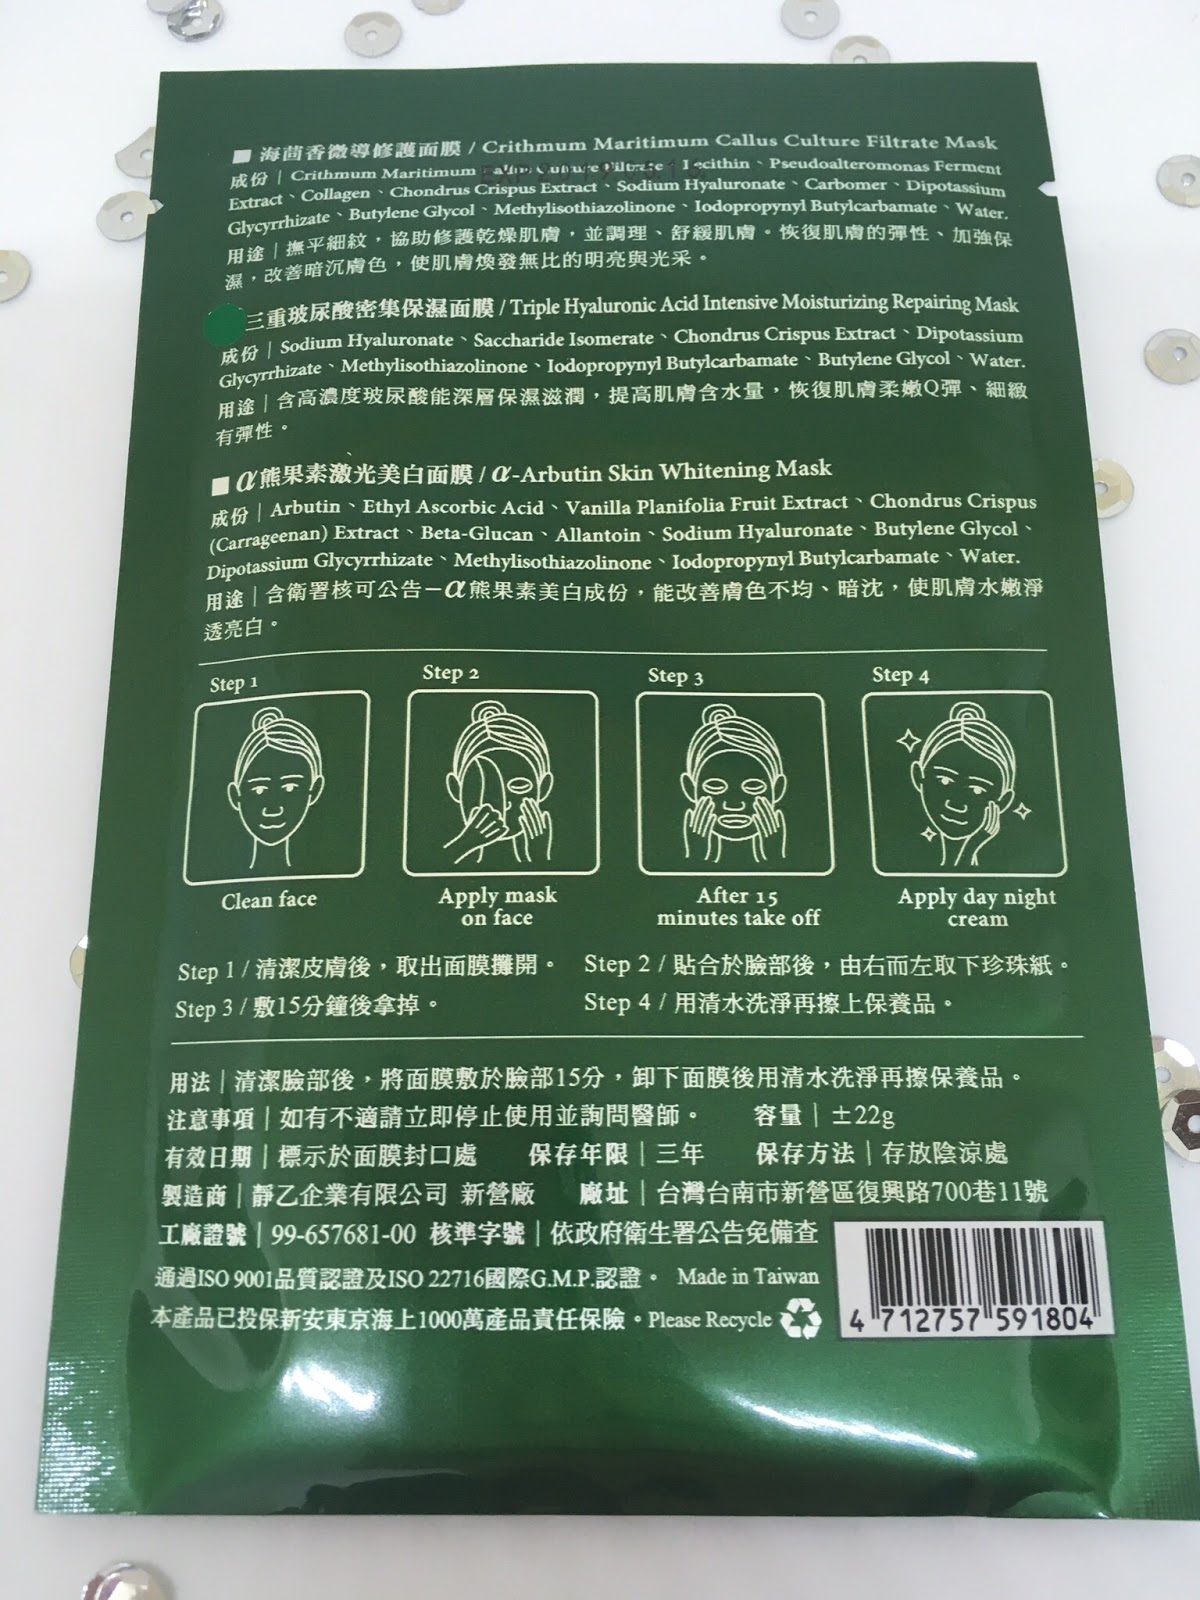 ■ 海茴香微導修護面膜 / Crithmum Maritimum Callus Culture Filtrate Mask
成份 | Crithmum Maritimum Callus Culture Filtrate、Lecithin、Pseudoalteromonas Ferment
Extract、Collagen、Chondrus Crispus Extract、Sodium Hyaluronate、Carbomer、Dipotassium
Glycyrrhizate、Butylene Glycol、Methylisothiazolinone、Iodopropynyl Butylcarbamate、Water.
用途 | 撫平細紋，協助修護乾燥肌膚，並調理、舒緩肌膚。恢復肌膚的彈性、加強保
濕，改善暗沉膚色，使肌膚煥發無比的明亮與光采。
三重玻尿酸密集保濕面膜 / Triple Hyaluronic Acid Intensive Moisturizing Repairing Mask
成份 | Sodium Hyaluronate、Saccharide Isomerate、Chondrus Crispus Extract、Dipotassium
Glycyrrhizate、Methylisothiazolinone、Iodopropynyl Butylcarbamate、Butylene Glycol、Water.
用途 | 含高濃度玻尿酸能深層保濕滋潤，提高肌膚含水量，恢復肌膚柔嫩Q彈、細緻
有彈性。
■ α熊果素激光美白面膜 / α-Arbutin Skin Whitening Mask
成份 | Arbutin、Ethyl Ascorbic Acid、Vanilla Planifolia Fruit Extract、Chondrus Crispus
(Carrageenan) Extract、Beta-Glucan、Allantoin、Sodium Hyaluronate、Butylene Glycol、
Dipotassium Glycyrrhizate、Methylisothiazolinone、Iodopropynyl Butylcarbamate、Water.
用途 | 含衛署核可公告－α熊果素美白成份，能改善膚色不均、暗沈，使肌膚水嫩淨
透亮白。
Step 1 Step 2 Step 3 Step 4
Clean face
Apply mask
on face
After 15
minutes take off
Apply day night
cream
Step 1 / 清潔皮膚後，取出面膜攤開。 Step 2 / 貼合於臉部後，由右而左取下珍珠紙。
Step 3 / 敷15分鐘後拿掉。 Step 4 / 用清水洗淨再擦上保養品。
用法 | 清潔臉部後，將面膜敷於臉部15分，卸下面膜後用清水洗淨再擦保養品。
注意事項 | 如有不適請立即停止使用並詢問醫師。 容量 | ±22g
有效日期 | 標示於面膜封口處 保存年限 | 三年 保存方法 | 存放陰涼處
製造商 | 靜乙企業有限公司 新營廠 廠址 | 台灣台南市新營區復興路700巷11號
工廠證號 | 99-657681-00 核準字號 | 依政府衛生署公告免備查
通過ISO 9001品質認證及ISO 22716國際G.M.P.認證。 Made in Taiwan
本產品已投保新安東京海上1000萬產品責任保險。Please Recycle
4 712757 591804